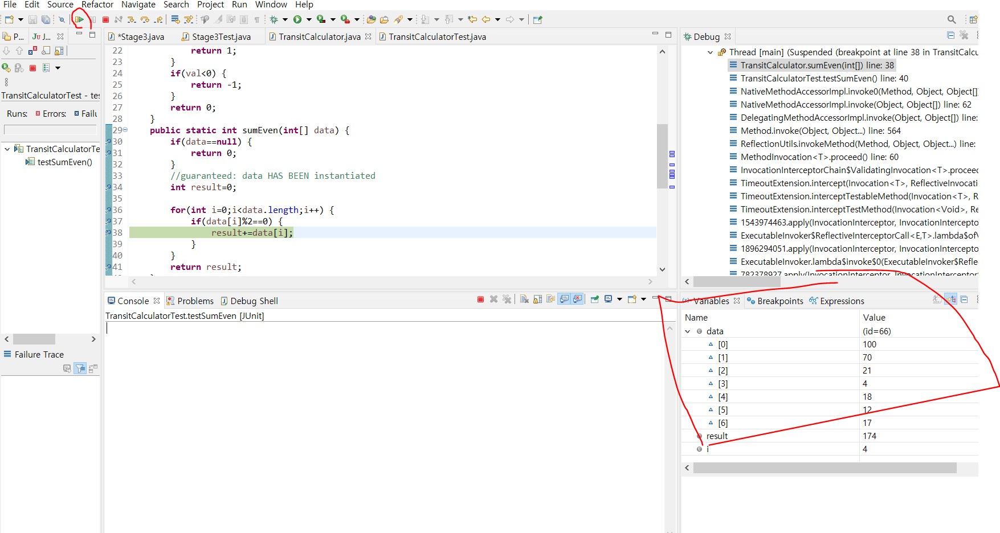 File Edit Source Refactor Navigate Search Project Run Window Help
P... J... *Stage3.java Stage3Test.java TransitCalculator.java TransitCalculatorTest.java Debug
TransitCalculatorTest - tes
Runs: Errors: Failu
TransitCalculatorTe
testSumEven()
Failure Trace
22 return 1;
23 }
24 if(val<0) {
25 return -1;
26 }
27 return 0;
28 }
29 public static int sumEven(int[] data) {
30 if(data==null) {
31 return 0;
32 }
33 //guaranteed: data HAS BEEN instantiated
34 int result=0;
35
36 for(int i=0;i<data.length;i++) {
37 if(data[i]%2==0) {
38 result+=data[i];
39 }
40 }
41 return result;
Thread [main] (Suspended (breakpoint at line 38 in TransitCalcu
TransitCalculator.sumEven(int[]) line: 38
TransitCalculatorTest.testSumEven() line: 40
NativeMethodAccessorImpl.invoke0(Method, Object, Object[])
NativeMethodAccessorImpl.invoke(Object, Object[]) line: 62
DelegatingMethodAccessorImpl.invoke(Object, Object[]) line:
Method.invoke(Object, Object...) line: 564
ReflectionUtils.invokeMethod(Method, Object, Object...) line:
MethodInvocation<T>.proceed() line: 60
InvocationInterceptorChain$ValidatingInvocation<T>.proceed
TimeoutExtension.intercept(Invocation<T>, ReflectiveInvocati
TimeoutExtension.interceptTestableMethod(Invocation<T>, R
TimeoutExtension.interceptTestMethod(Invocation<Void>, Re
1543974463.apply(InvocationInterceptor, InvocationIntercepto
ExecutableInvoker$ReflectiveInterceptorCall<E,T>.lambda$ofV
1896294051.apply(InvocationInterceptor, InvocationIntercepto
ExecutableInvoker.lambda$invoke$0(ExecutableInvoker$Refle
782378927.apply(InvocationInterceptor, InvocationInterceptor
Console Problems Debug Shell
TransitCalculatorTest.testSumEven [JUnit]
Variables Breakpoints Expressions
Name Value
data (id=66)
[0] 100
[1] 70
[2] 21
[3] 4
[4] 18
[5] 12
[6] 17
result 174
i 4